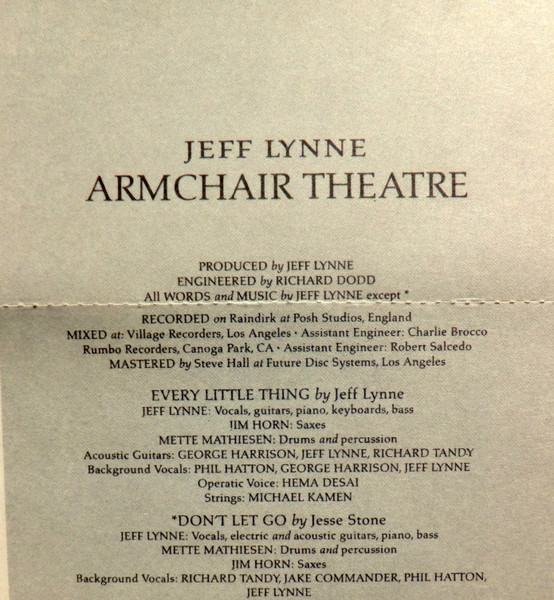 JEFF LYNNE
ARMCHAIR THEATRE
PRODUCED by JEFF LYNNE
ENGINEERED by RICHARD DODD
All WORDS and MUSIC by JEFF LYNNE except *
RECORDED on Raindirk at Posh Studios, England
MIXED at: Village Recorders, Los Angeles • Assistant Engineer: Charlie Brocco
Rumbo Recorders, Canoga Park, CA • Assistant Engineer: Robert Salcedo
MASTERED by Steve Hall at Future Disc Systems, Los Angeles
EVERY LITTLE THING by Jeff Lynne
JEFF LYNNE: Vocals, guitars, piano, keyboards, bass
JIM HORN: Saxes
METTE MATHIESEN: Drums and percussion
Acoustic Guitars: GEORGE HARRISON, JEFF LYNNE, RICHARD TANDY
Background Vocals: PHIL HATTON, GEORGE HARRISON, JEFF LYNNE
Operatic Voice: HEMA DESAI
Strings: MICHAEL KAMEN
*DON'T LET GO by Jesse Stone
JEFF LYNNE: Vocals, electric and acoustic guitars, piano, bass
METTE MATHIESEN: Drums and percussion
JIM HORN: Saxes
Background Vocals: RICHARD TANDY, JAKE COMMANDER, PHIL HATTON,
JEFF LYNNE